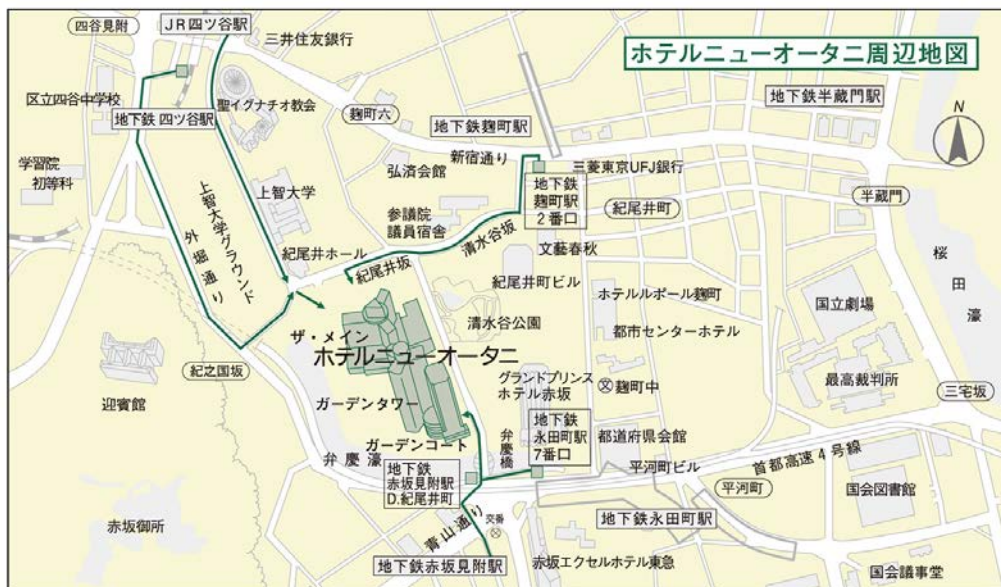 ホテルニューオータニ周辺地図
四谷見附
JR四ツ谷駅
三井住友銀行
区立四谷中学校
地下鉄 四ツ谷駅
聖イグナチオ教会
麹町六
地下鉄麹町駅
地下鉄半蔵門駅
N
新宿通り
弘済会館
三菱東京UFJ銀行
学習院
初等科
上智大学
地下鉄
麹町駅
2番口
半蔵門
参議院
議員宿舎
紀尾井町
清水谷坂
文藝春秋
上智大学グラウンド
外堀通り
紀尾井ホール
紀尾井坂
紀尾井町ビル
桜田濠
ホテルルポール麹町
国立劇場
清水谷公園
都市センターホテル
ザ・メイン
ホテルニューオータニ
紀之国坂
迎賓館
グランドプリンス
ホテル赤坂
麹町中
最高裁判所
三宅坂
ガーデンタワー
地下鉄
永田町駅
7番口
ガーデンコート
弁慶橋
都道府県会館
弁慶濠
地下鉄
赤坂見附駅
D.紀尾井町
平河町ビル
首都高速4号線
平河町
国会図書館
赤坂御所
青山通り
交番
地下鉄永田町駅
地下鉄赤坂見附駅
赤坂エクセルホテル東急
国会議事堂